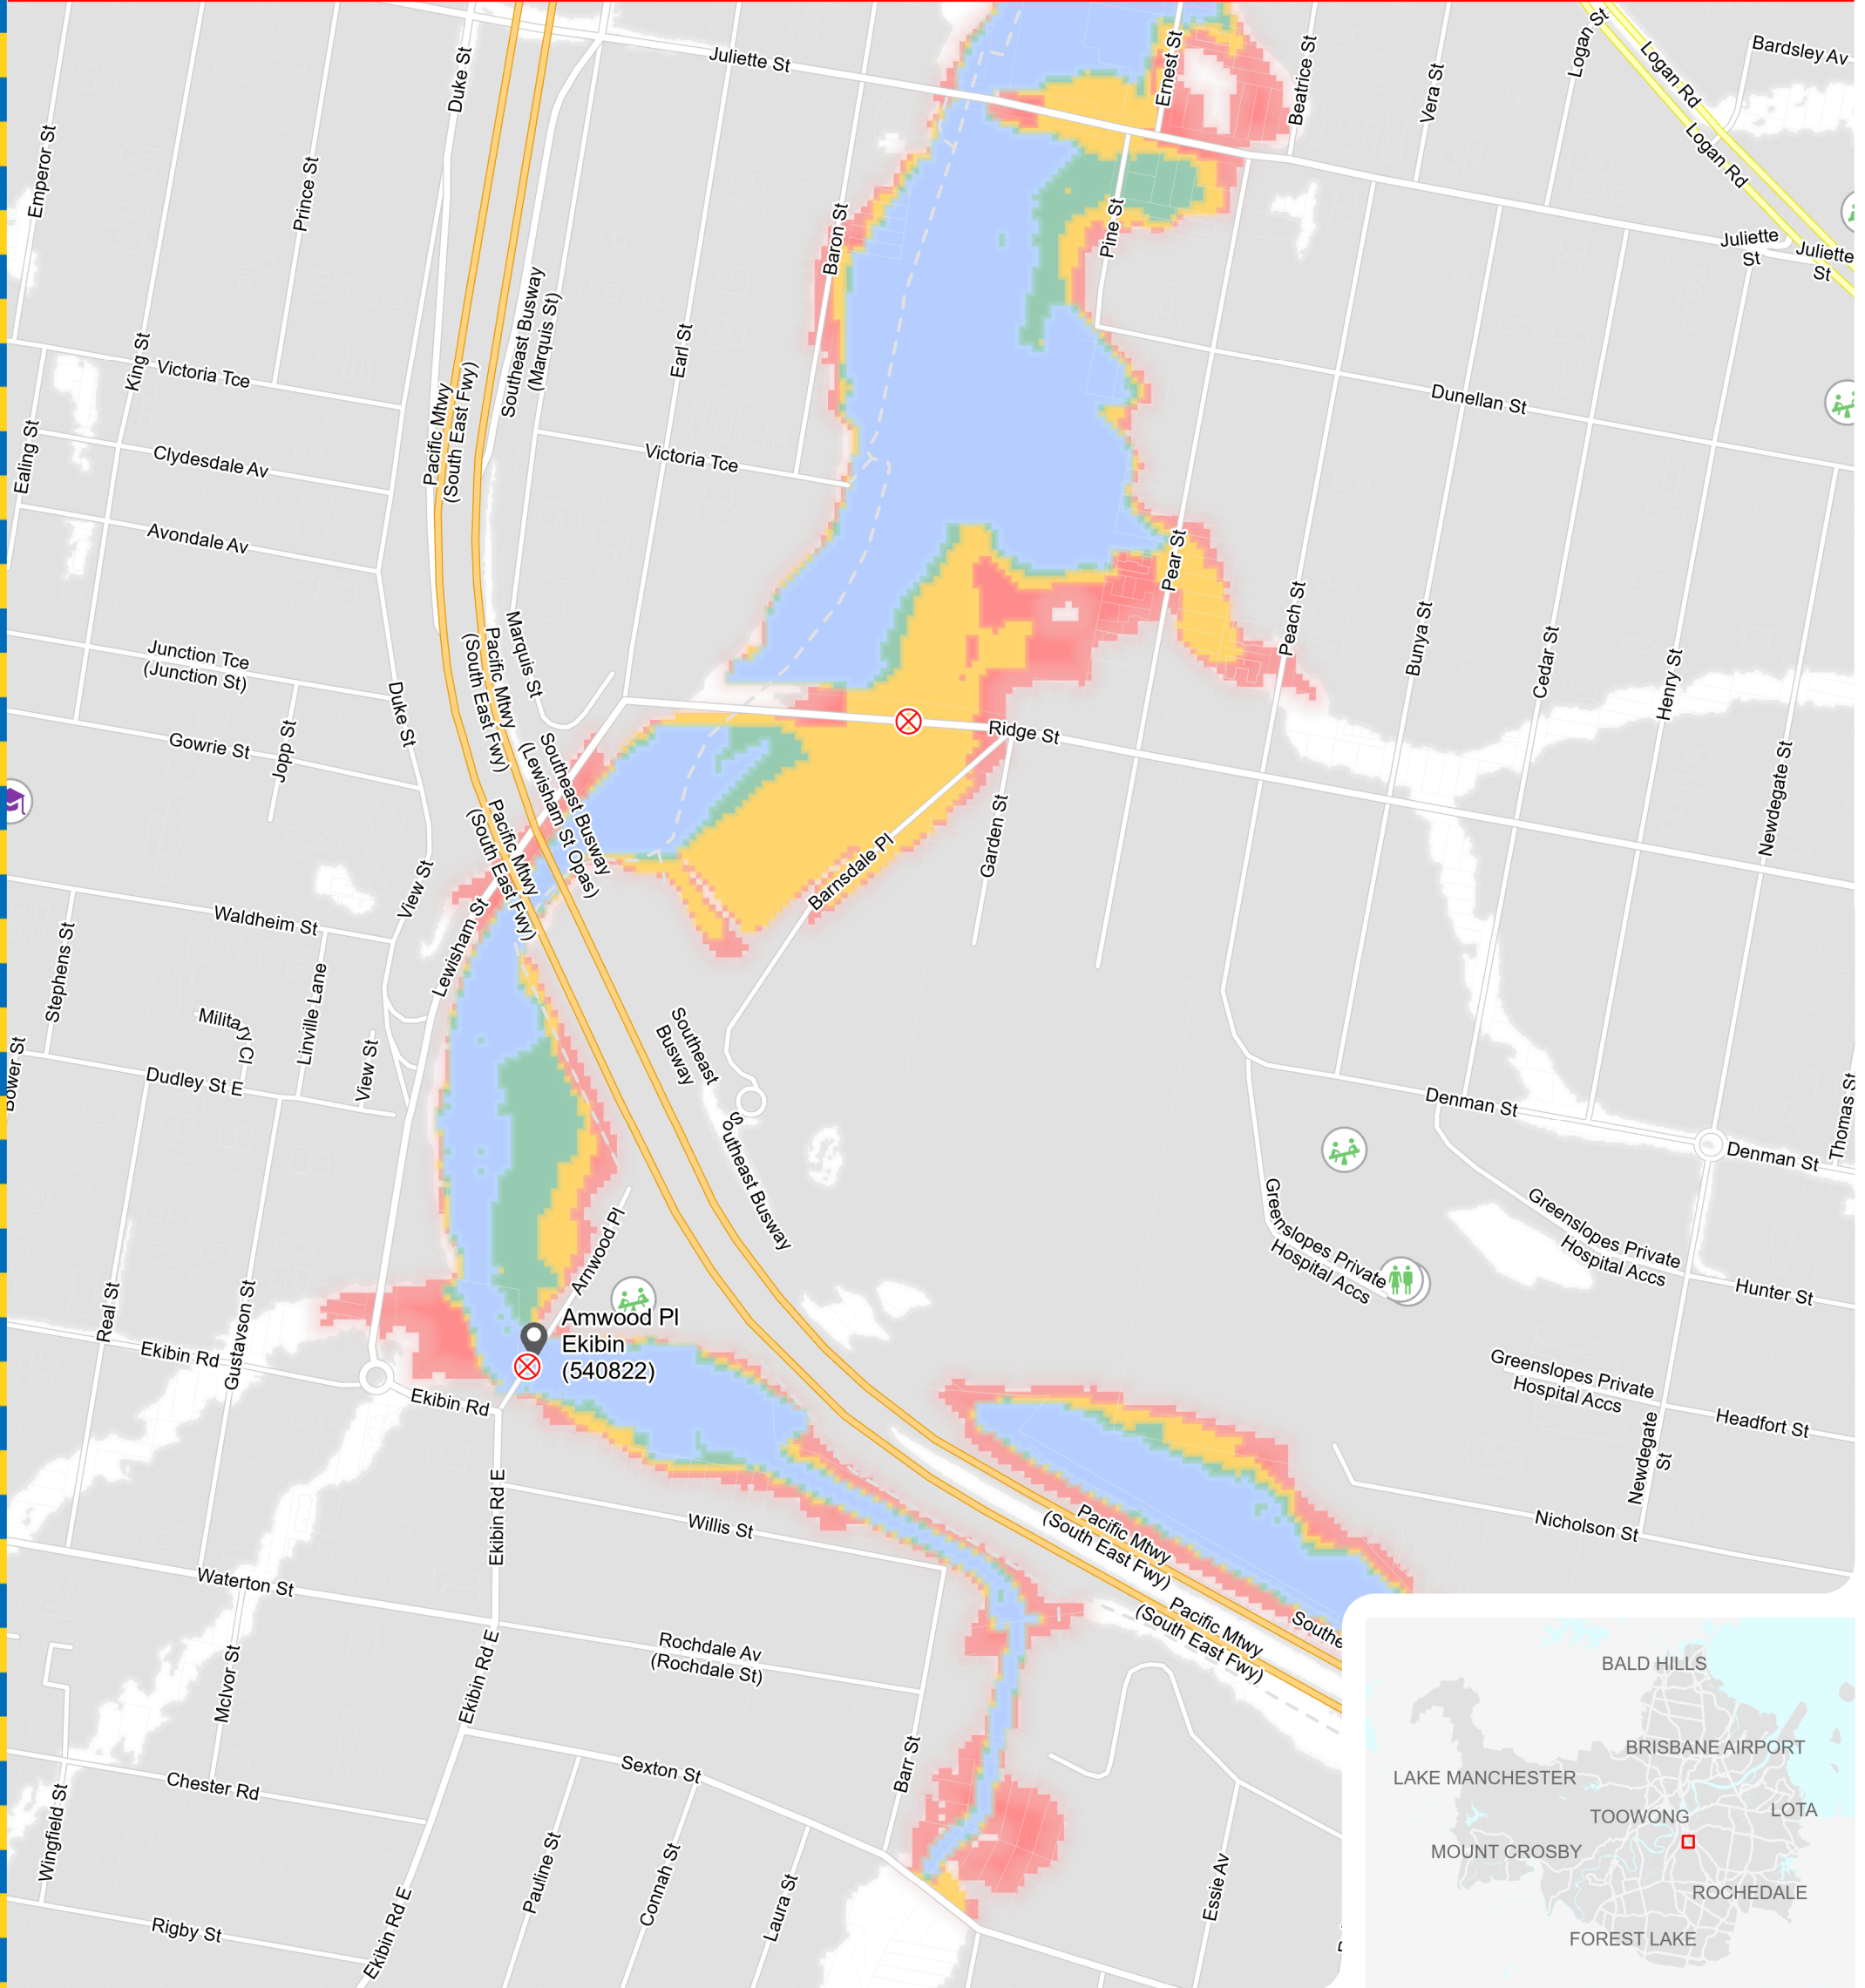 Juliette St
Duke St
Ernest St
Beatrice St
Vera St
Logan St
Logan Rd
Logan Rd
Bardsley Av
Emperor St
Prince St
Baron St
Pine St
Juliette
St
Juliette
St
King St
Victoria Tce
Southeast Busway
(Marquis St)
Earl St
Pacific Mtwy
(South East Fwy)
Dunellan St
Ealing St
Clydesdale Av
Victoria Tce
Avondale Av
Pear St
Peach St
Bunya St
Cedar St
Henry St
Junction Tce
(Junction St)
Marquis St
Pacific Mtwy
(South East Fwy)
Duke St
Gowrie St
Jopp St
Ridge St
Southeast Busway
(Lewisham St Opas)
Newdegate St
Pacific Mtwy
(South East Fwy)
Garden St
Barnsdale Pl
View St
Waldheim St
Lewisham St
Stephens St
Linville Lane
Military Cl
View St
Bower St
Dudley St E
Southeast
Busway
Southeast Busway
Denman St
Thomas St
Denman St
Greenslopes Private
Hospital Accs
Greenslopes Private
Hospital Accs
Hunter St
Arnwood Pl
Real St
Gustavson St
Amwood Pl
Ekibin
(540822)
Ekibin Rd
Ekibin Rd
Greenslopes Private
Hospital Accs
Headfort St
Newdegate
St
Ekibin Rd E
Willis St
Pacific Mtwy
(South East Fwy)
Nicholson St
Waterton St
Pacific Mtwy
(South East Fwy)
Southe
Rochdale Av
(Rochdale St)
McIvor St
Ekibin Rd E
Barr St
Sexton St
Chester Rd
Wingfield St
Pauline St
Connah St
Laura St
Essie Av
Rigby St
Ekibin Rd E
BALD HILLS
BRISBANE AIRPORT
LAKE MANCHESTER
TOOWONG
LOTA
MOUNT CROSBY
ROCHEDALE
FOREST LAKE